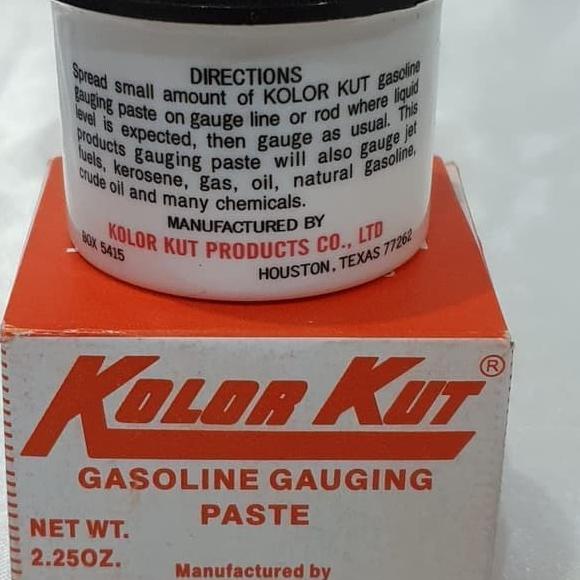 DIRECTIONS
Spread small amount of KOLOR KUT gasoline
gauging paste on gauge line or rod where liquid
level is expected, then gauge as usual. This
products gauging paste will also gauge jet
fuels, kerosene, gas, oil, natural gasoline,
crude oil and many chemicals.
MANUFACTURED BY
KOLOR KUT PRODUCTS CO., LTD
BOX 5415
HOUSTON, TEXAS 77262
KOLOR KUT ®
GASOLINE GAUGING
PASTE
NET WT.
2.25OZ.
Manufactured by